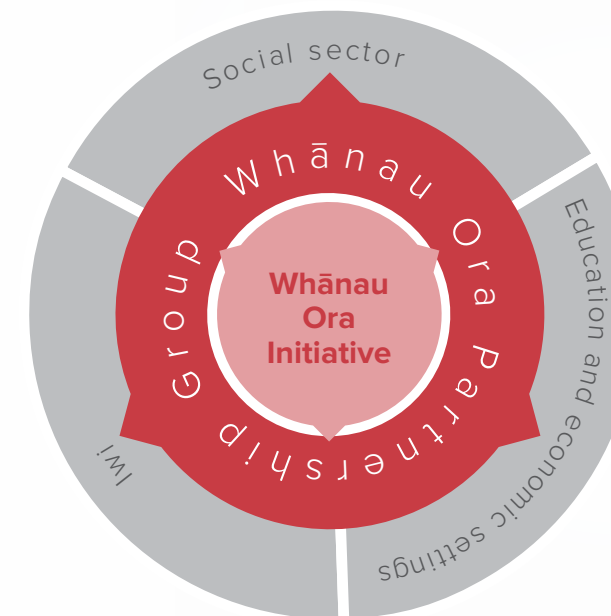 Social sector
Whānau Ora Partnership Group
Whānau
Ora
Initiative
Education and economic settings
Iwi